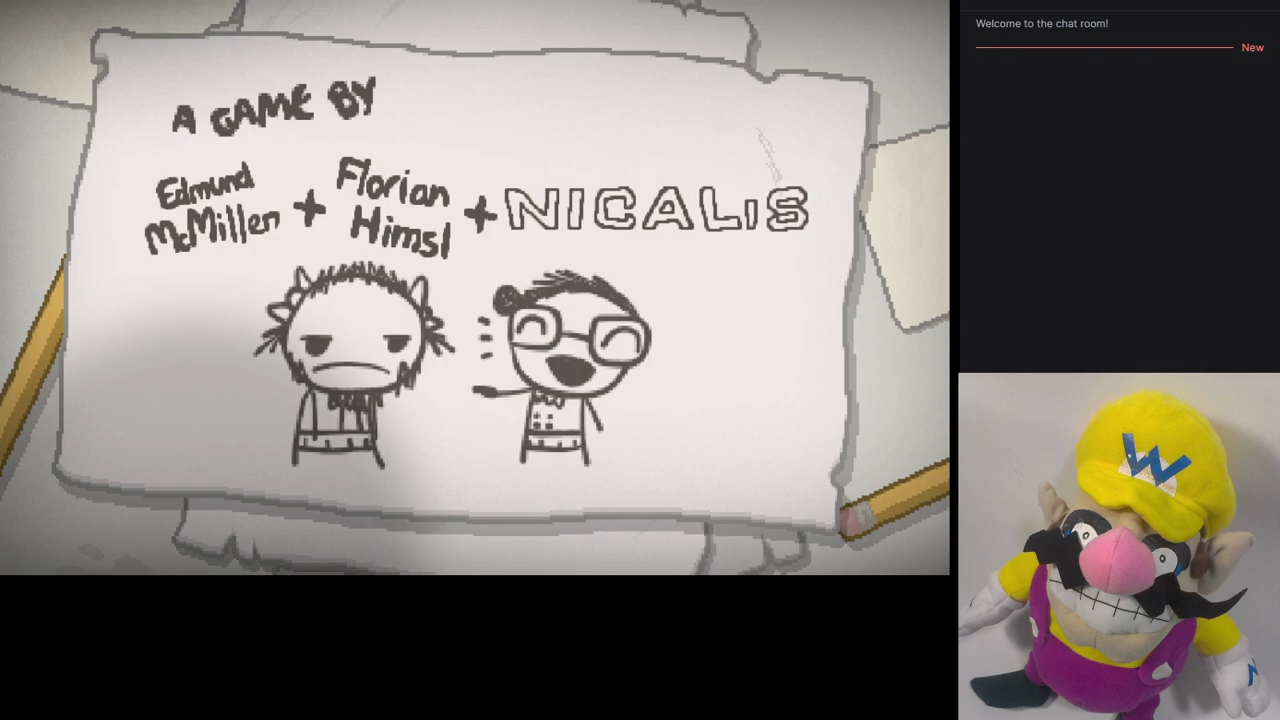 A GAME BY
Edmund McMillen + Florian Himsl + NICALiS
Welcome to the chat room!
New
W